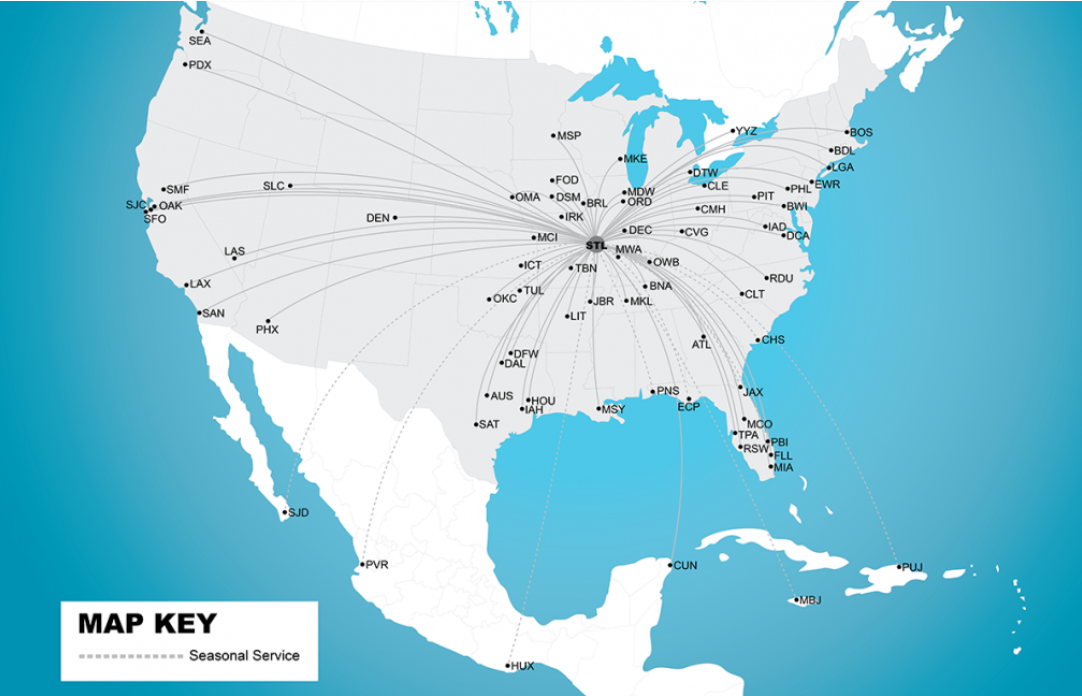 SEA
PDX
MSP
YYZ
BOS
BDL
MKE
LGA
DTW
FOD
EWR
SLC
CLE
PHL
SMF
MDW
OMA
DSM
PIT
ORD
BRL
SJC
OAK
BWI
CMH
SFO
DEN
IRK
IAD
DEC
CVG
DCA
MCI
STL
MWA
LAS
OWB
ICT
TBN
RDU
LAX
BNA
TUL
CLT
OKC
JBR
MKL
SAN
LIT
PHX
CHS
ATL
DFW
DAL
PNS
JAX
AUS
HOU
ECP
IAH
MSY
SAT
MCO
TPA
PBI
RSW
FLL
MIA
SJD
PVR
CUN
PUJ
MBJ
MAP KEY
Seasonal Service
HUX